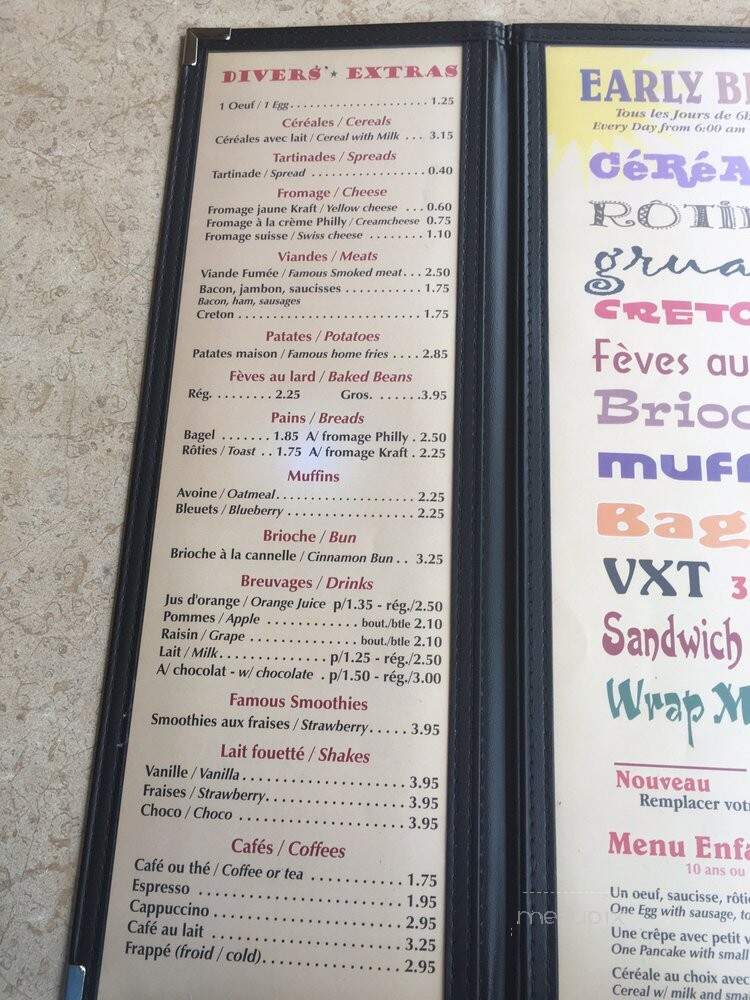 DIVERS ★ EXTRAS
1 Oeuf / 1 Egg . . . . . . . . . . . . . . . . . . . . . 1.25
Céréales / Cereals
Céréales avec lait / Cereal with Milk . . . 3.15
Tartinades / Spreads
Tartinade / Spread . . . . . . . . . . . . . . . . . 0.40
Fromage / Cheese
Fromage jaune Kraft / Yellow cheese . . . 0.60
Fromage à la crème Philly / Creamcheese 0.75
Fromage suisse / Swiss cheese . . . . . . . . 1.10
Viandes / Meats
Viande Fumée / Famous Smoked meat . . . 2.50
Bacon, jambon, saucisses . . . . . . . . . . . 1.75
Bacon, ham, sausages
Creton . . . . . . . . . . . . . . . . . . . . . . . . 1.75
Patates / Potatoes
Patates maison / Famous home fries . . . . 2.85
Fèves au lard / Baked Beans
Rég. . . . . . . . . 2.25 Gros. . . . . . . .3.95
Pains / Breads
Bagel . . . . . . . 1.85 A/ fromage Philly . 2.50
Rôties / Toast . . 1.75 A/ fromage Kraft . 2.25
Muffins
Avoine / Oatmeal . . . . . . . . . . . . . . . . . . . . 2.25
Bleuets / Blueberry . . . . . . . . . . . . . . . . . . 2.25
Brioche / Bun
Brioche à la cannelle / Cinnamon Bun . . 3.25
Breuvages / Drinks
Jus d'orange / Orange Juice p/1.35 - rég./2.50
Pommes / Apple . . . . . . . . . . . . bout./btle 2.10
Raisin / Grape . . . . . . . . . . . . . . bout./btle 2.10
Lait / Milk . . . . . . . . . . . . . . p/1.25 - rég./2.50
A/ chocolat - w/ chocolate . p/1.50 - rég./3.00
Famous Smoothies
Smoothies aux fraises / Strawberry . . . . . 3.95
Lait fouetté / Shakes
Vanille / Vanilla . . . . . . . . . . . . . . . . . . . . . 3.95
Fraises / Strawberry . . . . . . . . . . . . . . . . . . 3.95
Choco / Choco . . . . . . . . . . . . . . . . . . . . . 3.95
Cafés / Coffees
Café ou thé / Coffee or tea . . . . . . . . . . . 1.75
Espresso . . . . . . . . . . . . . . . . . . . . . . . . 1.95
Cappuccino . . . . . . . . . . . . . . . . . . . . . . 2.95
Café au lait . . . . . . . . . . . . . . . . . . . . . . 3.25
Frappé (froid / cold) . . . . . . . . . . . . . . . . . 2.95
EARLY
Tous les Jours de
Every Day from 6:00 am
VXT 3
Sandwich
Wrap
Nouveau
Remplacer
Menu
10 ans ou
Un oeuf, saucisse,
One Egg with sausage,
Une crêpe avec petit
One Pancake with small
Céréale au choix avec
Cereal w/ milk and
Fèves au